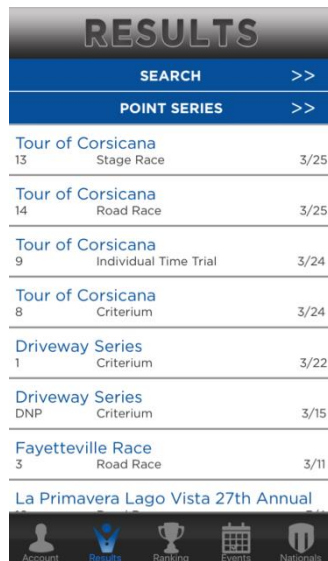 RESULTS
SEARCH >>
POINT SERIES >>
Tour of Corsicana
13 Stage Race 3/25
Tour of Corsicana
14 Road Race 3/25
Tour of Corsicana
9 Individual Time Trial 3/24
Tour of Corsicana
8 Criterium 3/24
Driveway Series
1 Criterium 3/22
Driveway Series
DNP Criterium 3/15
Fayetteville Race
3 Road Race 3/11
La Primavera Lago Vista 27th Annual
Account Results Ranking Events Nationals